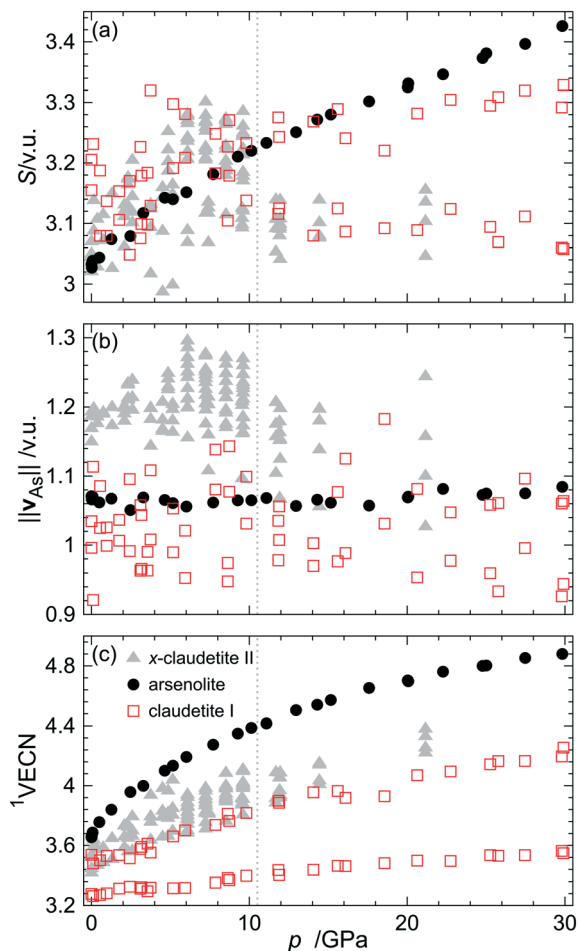 (a)
S/v.u.
3.4
3.3
3.2
3.1
3
(b)
||vAs|| /v.u.
1.3
1.2
1.1
1
0.9
(c)
x-claudetite II
arsenolite
claudetite I
¹VECN
4.8
4.4
4
3.6
3.2
0
10
20
30
p /GPa